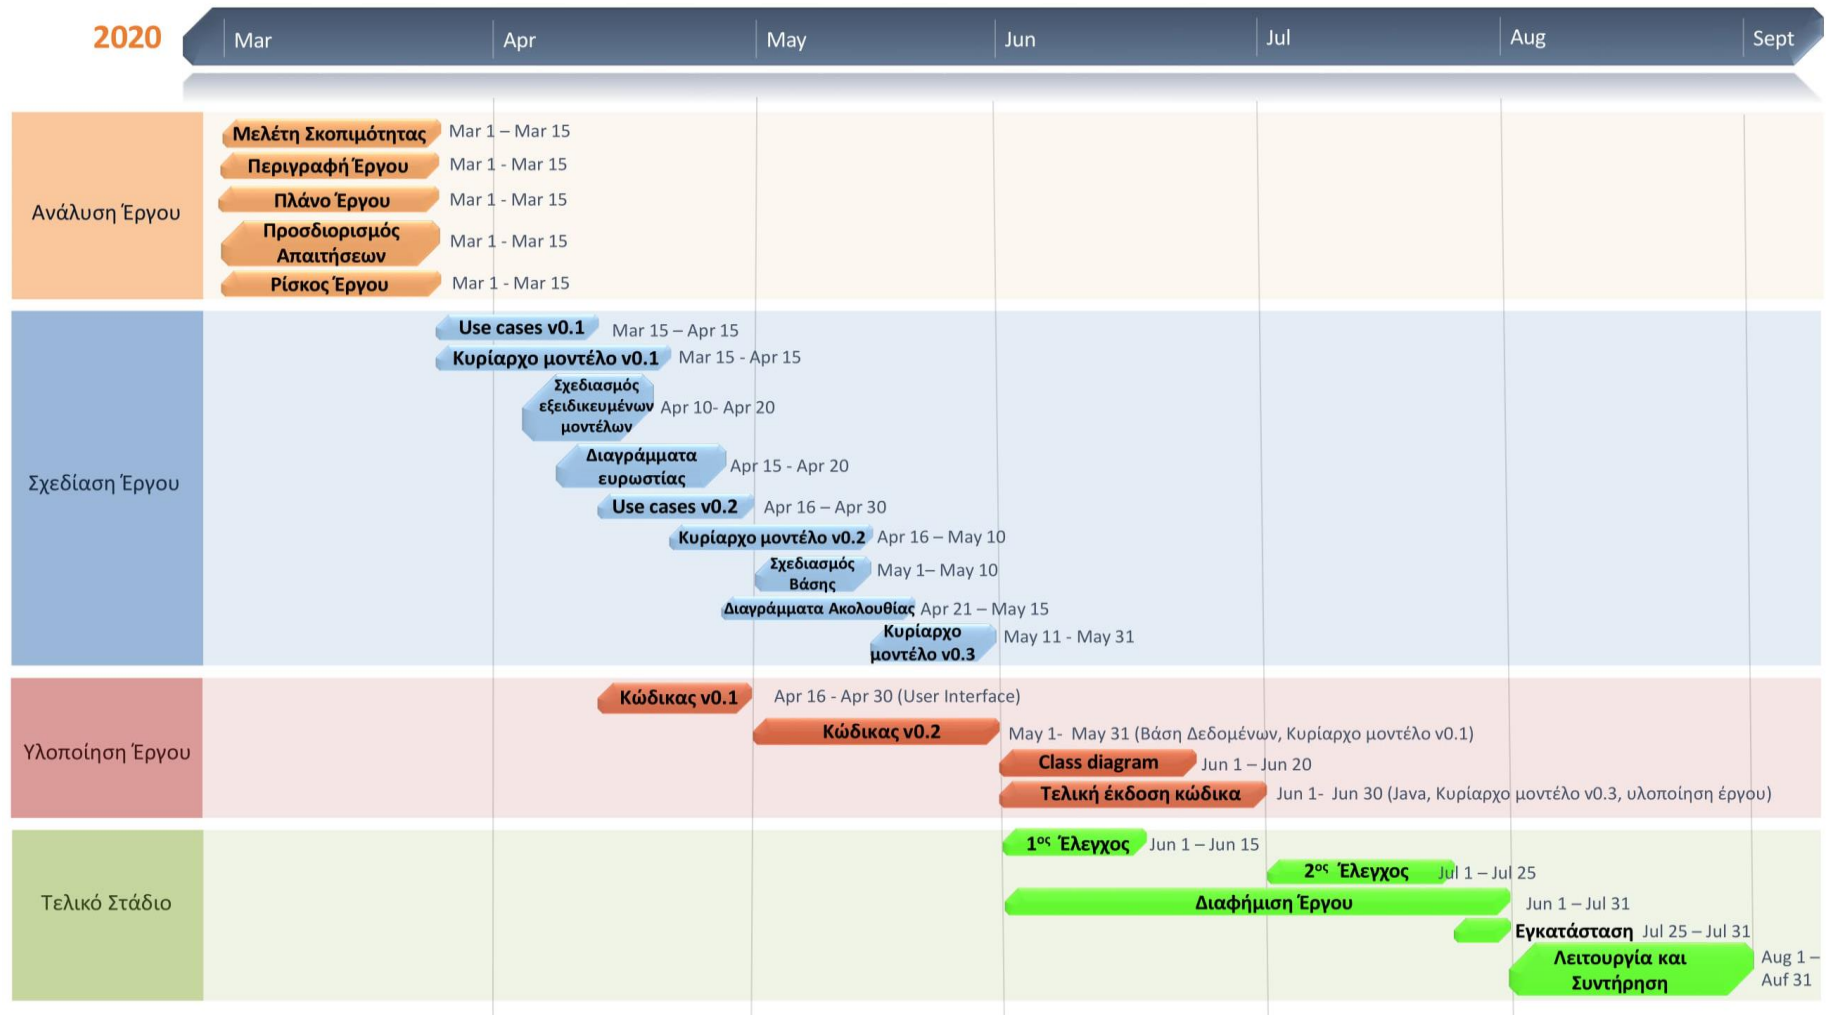 2020
Mar
Apr
May
Jun
Jul
Aug
Sept
Ανάλυση Έργου
Μελέτη Σκοπιμότητας
Mar 1 – Mar 15
Περιγραφή Έργου
Mar 1 - Mar 15
Πλάνο Έργου
Mar 1 - Mar 15
Προσδιορισμός
Απαιτήσεων
Mar 1 - Mar 15
Ρίσκος Έργου
Mar 1 - Mar 15
Σχεδίαση Έργου
Use cases v0.1
Mar 15 – Apr 15
Κυρίαρχο μοντέλο v0.1
Mar 15 - Apr 15
Σχεδιασμός
εξειδικευμένων
μοντέλων
Apr 10- Apr 20
Διαγράμματα
ευρωστίας
Apr 15 - Apr 20
Use cases v0.2
Apr 16 – Apr 30
Κυρίαρχο μοντέλο v0.2
Apr 16 – May 10
Σχεδιασμός
Βάσης
May 1– May 10
Διαγράμματα Ακολουθίας
Apr 21 – May 15
Κυρίαρχο
μοντέλο v0.3
May 11 - May 31
Υλοποίηση Έργου
Κώδικας v0.1
Apr 16 - Apr 30 (User Interface)
Κώδικας v0.2
May 1-  May 31 (Βάση Δεδομένων, Κυρίαρχο μοντέλο v0.1)
Class diagram
Jun 1 – Jun 20
Τελική έκδοση κώδικα
Jun 1-  Jun 30 (Java, Κυρίαρχο μοντέλο v0.3, υλοποίηση έργου)
Τελικό Στάδιο
1ος Έλεγχος
Jun 1 – Jun 15
2ος Έλεγχος
Jul 1 – Jul 25
Διαφήμιση Έργου
Jun 1 – Jul 31
Εγκατάσταση
Jul 25 – Jul 31
Λειτουργία και
Συντήρηση
Aug 1 –
Auf 31